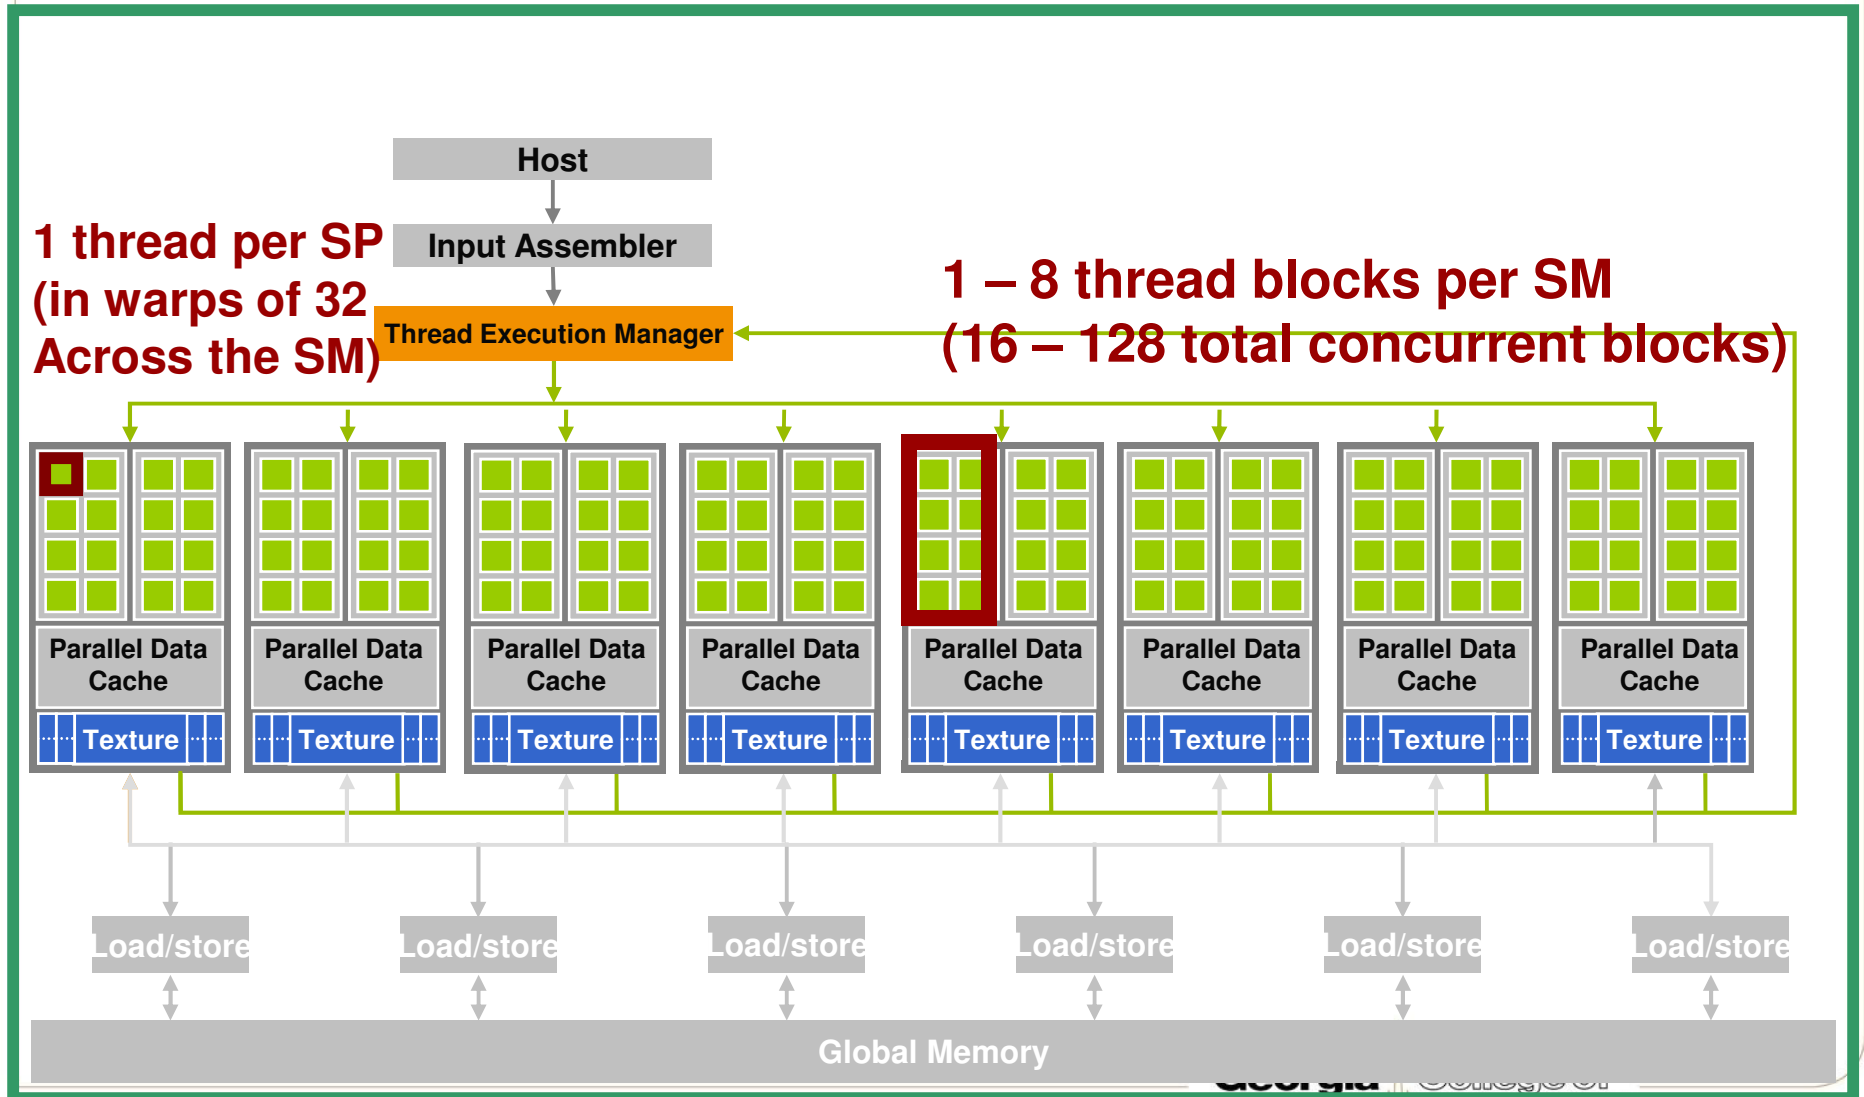 Host
1 thread per SP
(in warps of 32
Across the SM)
Input Assembler
Thread Execution Manager
1 – 8 thread blocks per SM
(16 – 128 total concurrent blocks)
Parallel Data
Cache
Parallel Data
Cache
Parallel Data
Cache
Parallel Data
Cache
Parallel Data
Cache
Parallel Data
Cache
Parallel Data
Cache
Parallel Data
Cache
Texture
Texture
Texture
Texture
Texture
Texture
Texture
Texture
Load/store
Load/store
Load/store
Load/store
Load/store
Load/store
Global Memory
Georgia College of